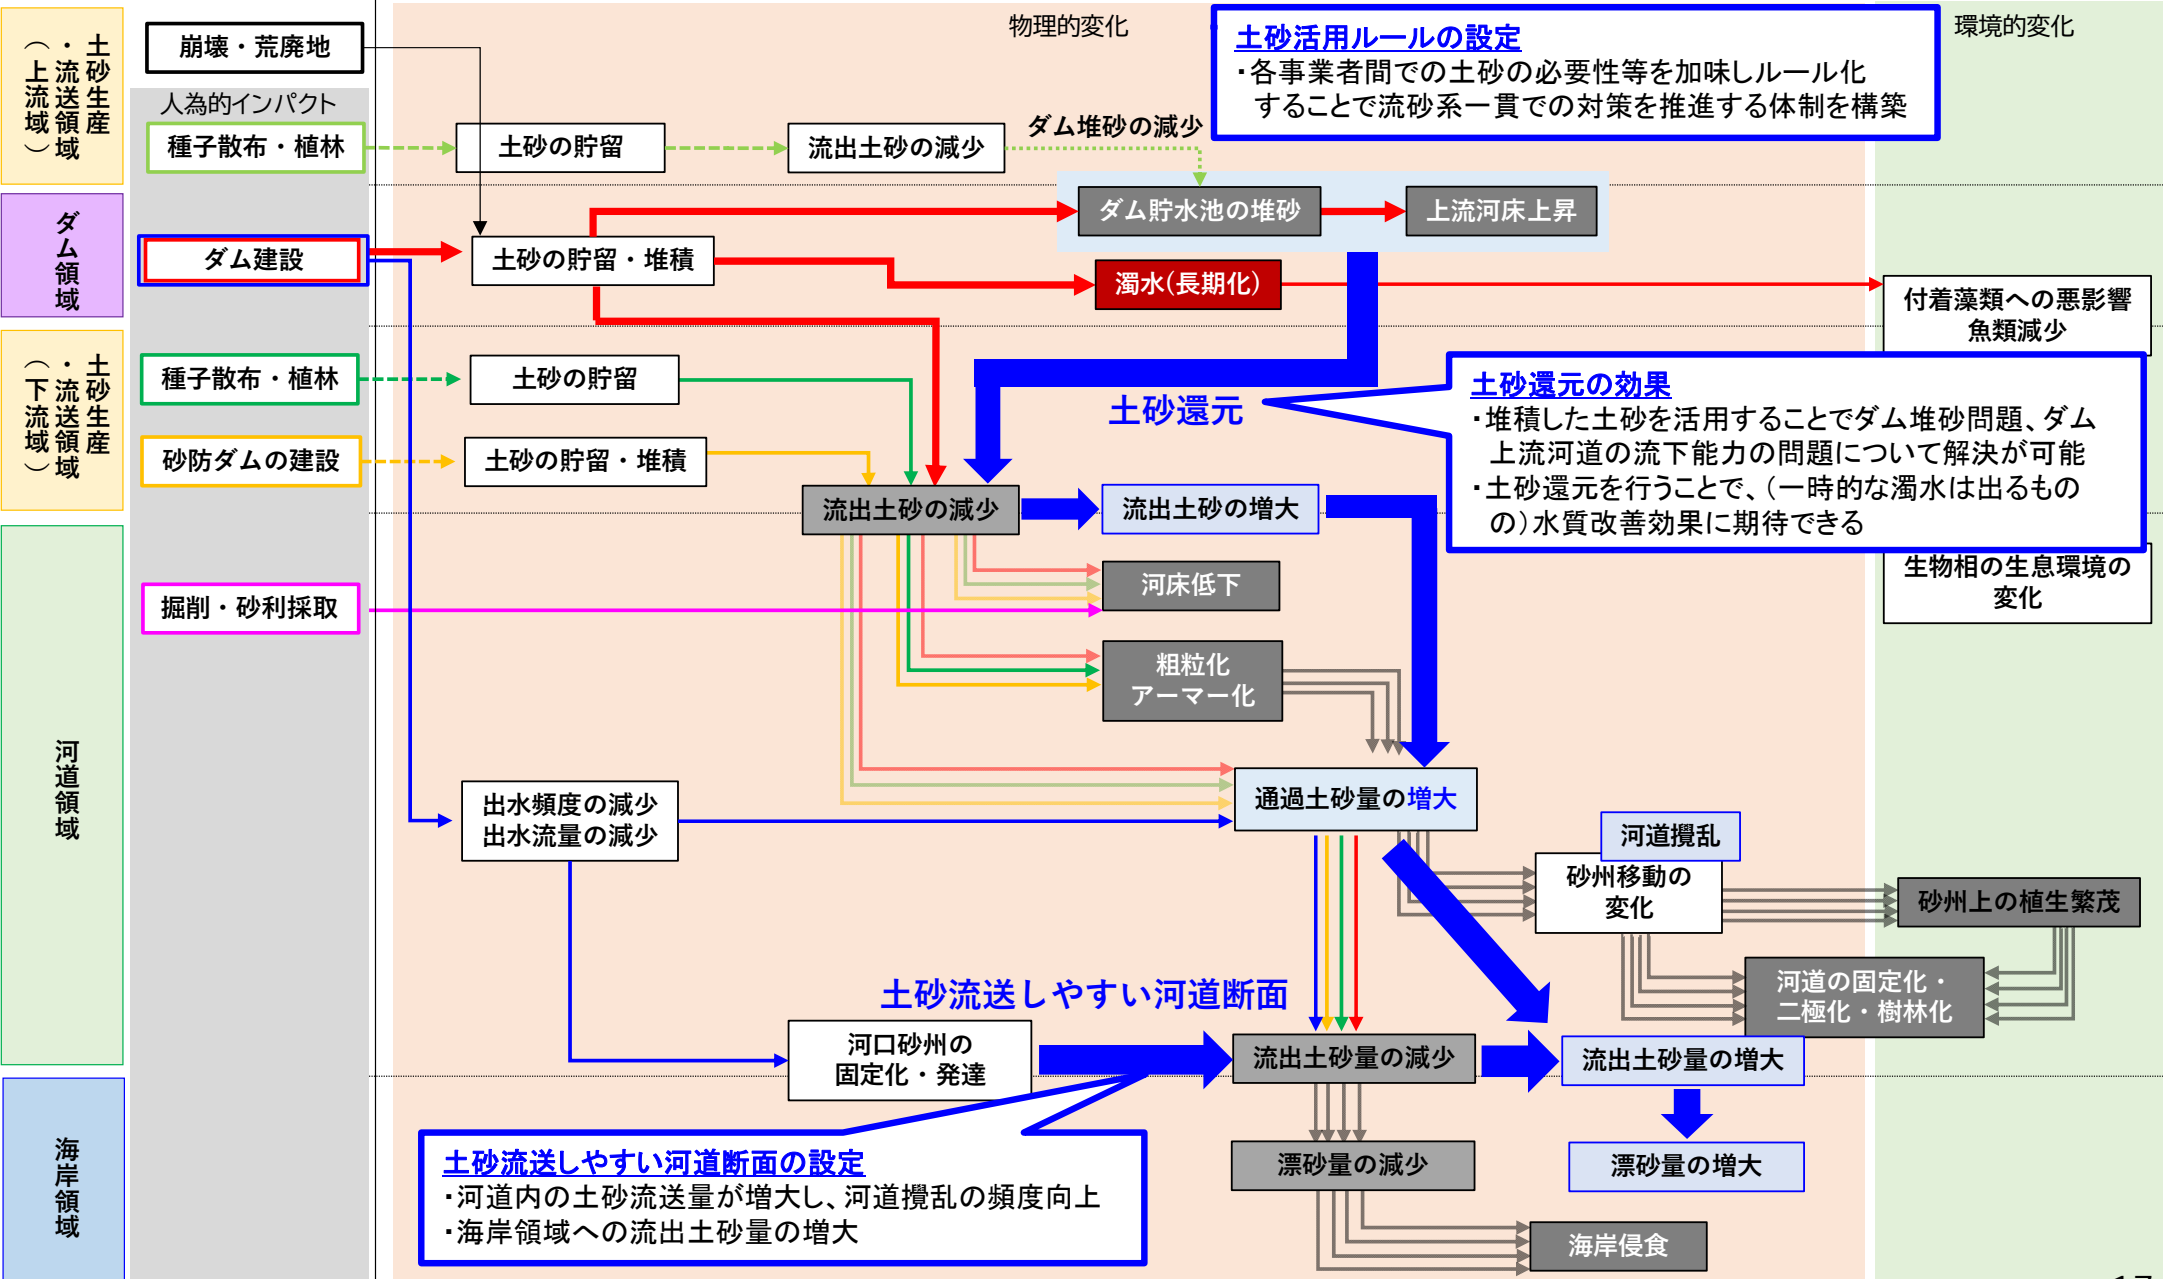 物理的変化
環境的変化
人為的インパクト
土砂生産
・流送領域
（上流域）
崩壊・荒廃地
種子散布・植林
土砂の貯留
流出土砂の減少
ダム堆砂の減少
土砂活用ルールの設定
・各事業者間での土砂の必要性等を加味しルール化
することで流砂系一貫での対策を推進する体制を構築
ダム領域
ダム建設
土砂の貯留・堆積
ダム貯水池の堆砂
上流河床上昇
濁水(長期化)
付着藻類への悪影響
魚類減少
土砂生産
・流送領域
（下流域）
種子散布・植林
土砂の貯留
砂防ダムの建設
土砂の貯留・堆積
土砂還元
土砂還元の効果
・堆積した土砂を活用することでダム堆砂問題、ダム
上流河道の流下能力の問題について解決が可能
・土砂還元を行うことで、（一時的な濁水は出るもの
の）水質改善効果に期待できる
流出土砂の減少
流出土砂の増大
生物相の生息環境の
変化
河道領域
掘削・砂利採取
河床低下
粗粒化
アーマー化
出水頻度の減少
出水流量の減少
通過土砂量の増大
河道攪乱
砂州移動の
変化
砂州上の植生繁茂
河道の固定化・
二極化・樹林化
土砂流送しやすい河道断面
河口砂州の
固定化・発達
流出土砂量の減少
流出土砂量の増大
海岸領域
土砂流送しやすい河道断面の設定
・河道内の土砂流送量が増大し、河道攪乱の頻度向上
・海岸領域への流出土砂量の増大
漂砂量の減少
漂砂量の増大
海岸侵食